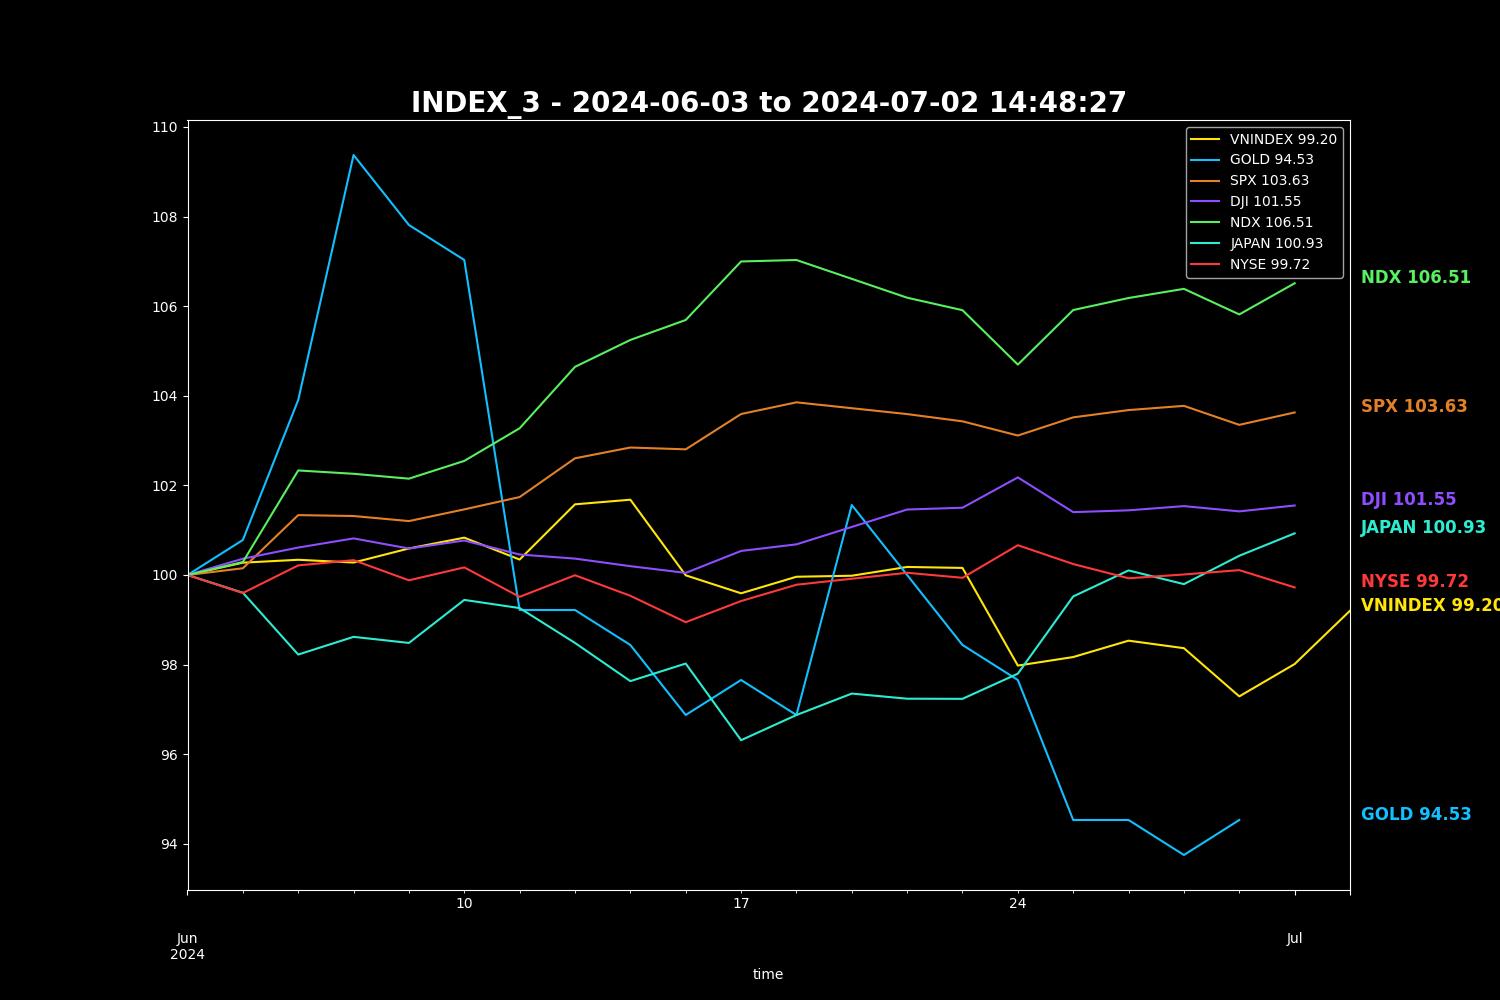 INDEX_3 - 2024-06-03 to 2024-07-02 14:48:27
110
108
106
104
102
100
98
96
94
VNINDEX 99.20
GOLD 94.53
SPX 103.63
DJI 101.55
NDX 106.51
JAPAN 100.93
NYSE 99.72
NDX 106.51
SPX 103.63
DJI 101.55
JAPAN 100.93
NYSE 99.72
VNINDEX 99.20
GOLD 94.53
10
17
24
Jun
2024
Jul
time